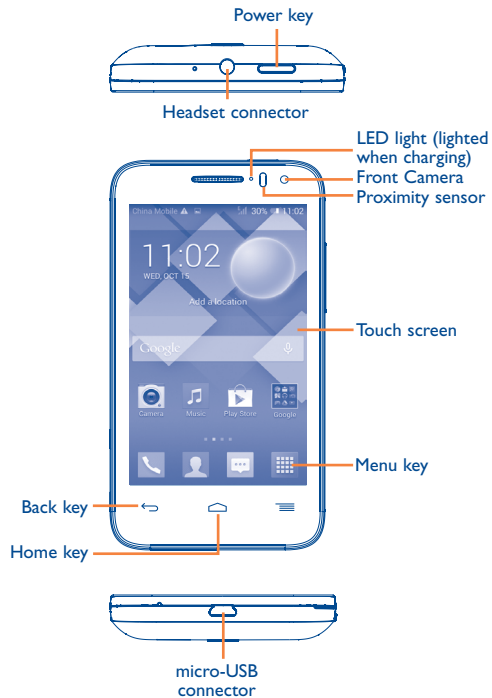 Power key
Headset connector
LED light (lighted
when charging)
Front Camera
Proximity sensor
China Mobile 30% 11:02
11:02
WED, OCT 15
Add a location
Google
Touch screen
Camera Music Play Store Google
Menu key
Back key
Home key
micro-USB
connector